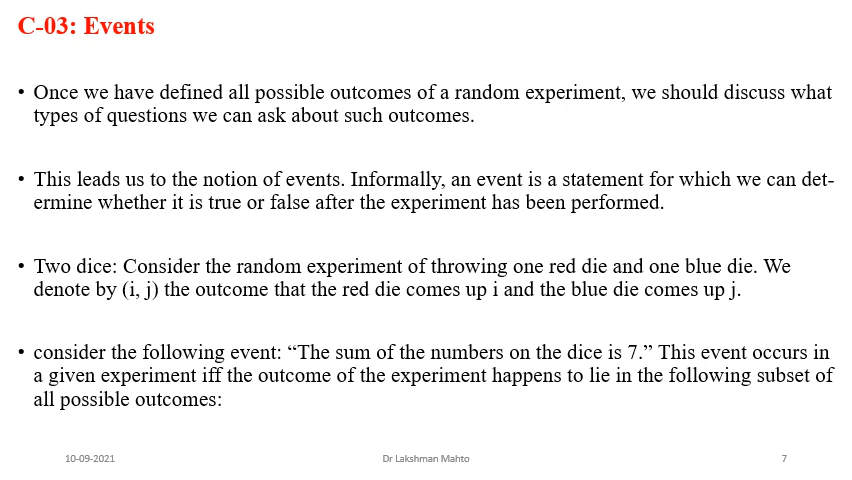 C-03: Events
• Once we have defined all possible outcomes of a random experiment, we should discuss what
types of questions we can ask about such outcomes.
• This leads us to the notion of events. Informally, an event is a statement for which we can det-
ermine whether it is true or false after the experiment has been performed.
• Two dice: Consider the random experiment of throwing one red die and one blue die. We
denote by (i, j) the outcome that the red die comes up i and the blue die comes up j.
• consider the following event: “The sum of the numbers on the dice is 7.” This event occurs in
a given experiment iff the outcome of the experiment happens to lie in the following subset of
all possible outcomes:
10-09-2021 Dr Lakshman Mahto 7